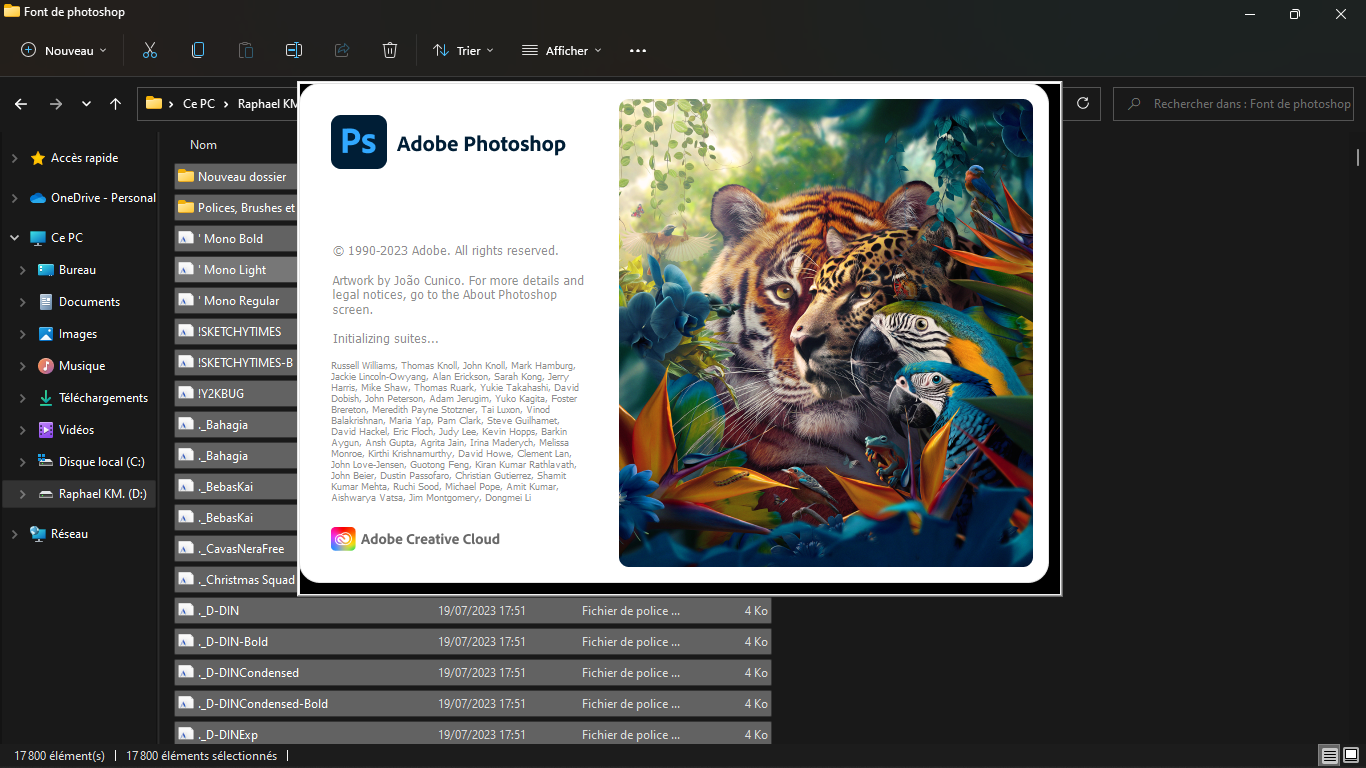 Font de photoshop
Nouveau
Trier
Afficher
Ce PC
Raphael KM
Rechercher dans : Font de photoshop
Accès rapide
OneDrive - Personal
Ce PC
Bureau
Documents
Images
Musique
Téléchargements
Vidéos
Disque local (C:)
Raphael KM. (D:)
Réseau
Nom
Nouveau dossier
Polices, Brushes et
' Mono Bold
' Mono Light
' Mono Regular
!SKETCHYTIMES
!SKETCHYTIMES-B
!Y2KBUG
._Bahagia
._Bahagia
._BebasKai
._BebasKai
._CavasNeraFree
._Christmas Squad
._D-DIN 19/07/2023 17:51 Fichier de police ... 4 Ko
._D-DIN-Bold 19/07/2023 17:51 Fichier de police ... 4 Ko
._D-DINCondensed 19/07/2023 17:51 Fichier de police ... 4 Ko
._D-DINCondensed-Bold 19/07/2023 17:51 Fichier de police ... 4 Ko
._D-DINExp 19/07/2023 17:51 Fichier de police ... 4 Ko
Ps
Adobe Photoshop
© 1990-2023 Adobe. All rights reserved.
Artwork by João Cunico. For more details and
legal notices, go to the About Photoshop
screen.
Initializing suites...
Russell Williams, Thomas Knoll, John Knoll, Mark Hamburg,
Jackie Lincoln-Owyang, Alan Erickson, Sarah Kong, Jerry
Harris, Mike Shaw, Thomas Ruark, Yukie Takahashi, David
Dobish, John Peterson, Adam Jerugim, Yuko Kagita, Foster
Brereton, Meredith Payne Stotzner, Tai Luxon, Vinod
Balakrishnan, Maria Yap, Pam Clark, Steve Guilhamet,
David Hackel, Eric Floch, Judy Lee, Kevin Hopps, Barkin
Aygun, Ansh Gupta, Agrita Jain, Irina Maderych, Melissa
Monroe, Kirthi Krishnamurthy, David Howe, Clement Lan,
John Love-Jensen, Guotong Feng, Kiran Kumar Rathlavath,
John Beier, Dustin Passofaro, Christian Gutierrez, Shamit
Kumar Mehta, Ruchi Sood, Michael Pope, Amit Kumar,
Aishwarya Vatsa, Jim Montgomery, Dongmei Li
Adobe Creative Cloud
17 800 élément(s)
17 800 éléments sélectionnés